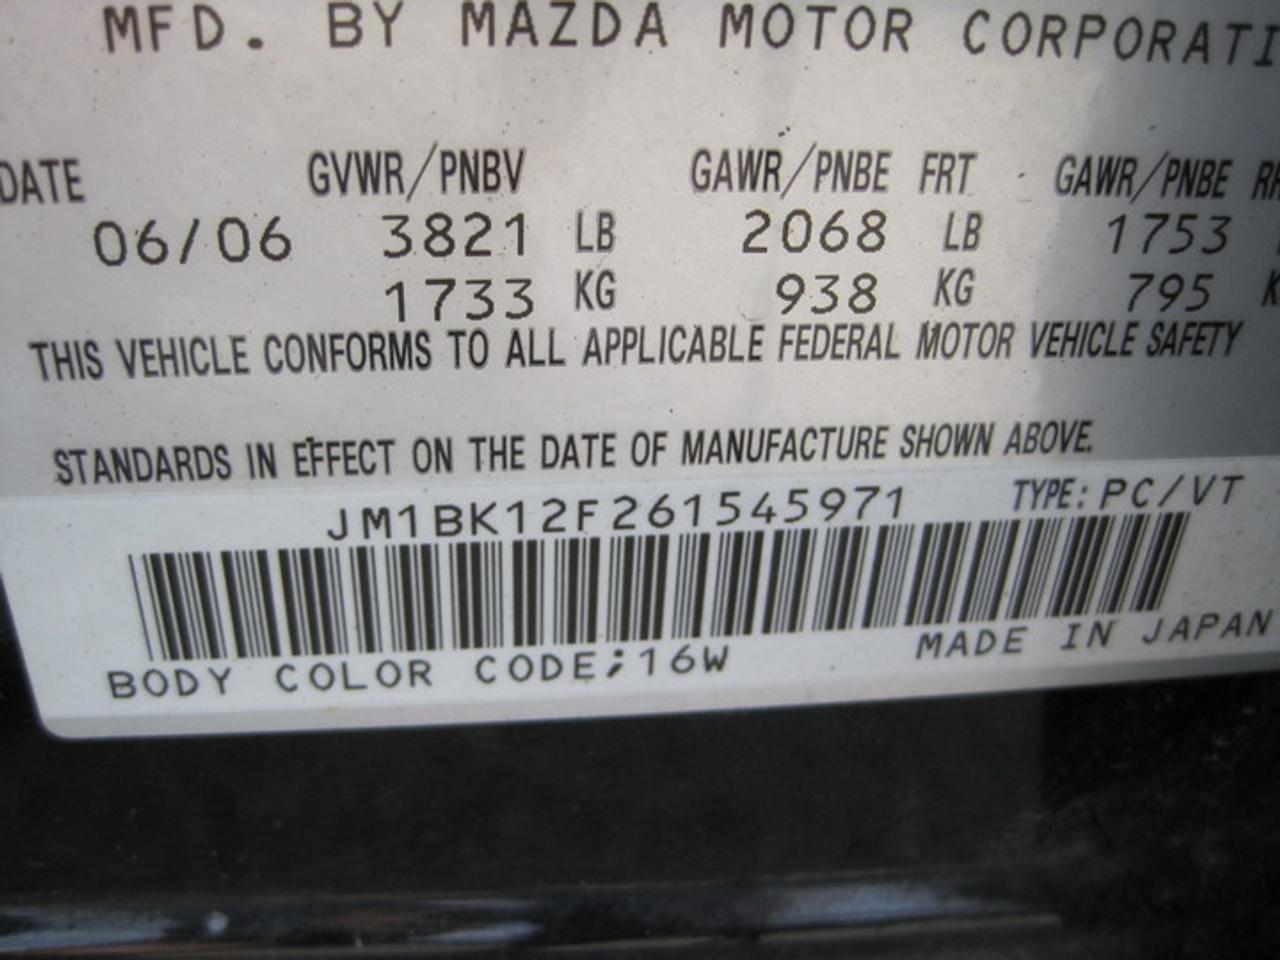 MFD. BY MAZDA MOTOR CORPORATI
DATE GVWR/PNBV GAWR/PNBE FRT GAWR/PNBE
06/06 3821 LB 2068 LB 1753
1733 KG 938 KG 795 K
THIS VEHICLE CONFORMS TO ALL APPLICABLE FEDERAL MOTOR VEHICLE SAFETY
STANDARDS IN EFFECT ON THE DATE OF MANUFACTURE SHOWN ABOVE.
JM1BK12F261545971 TYPE: PC/VT
BODY COLOR CODE;16W MADE IN JAPAN